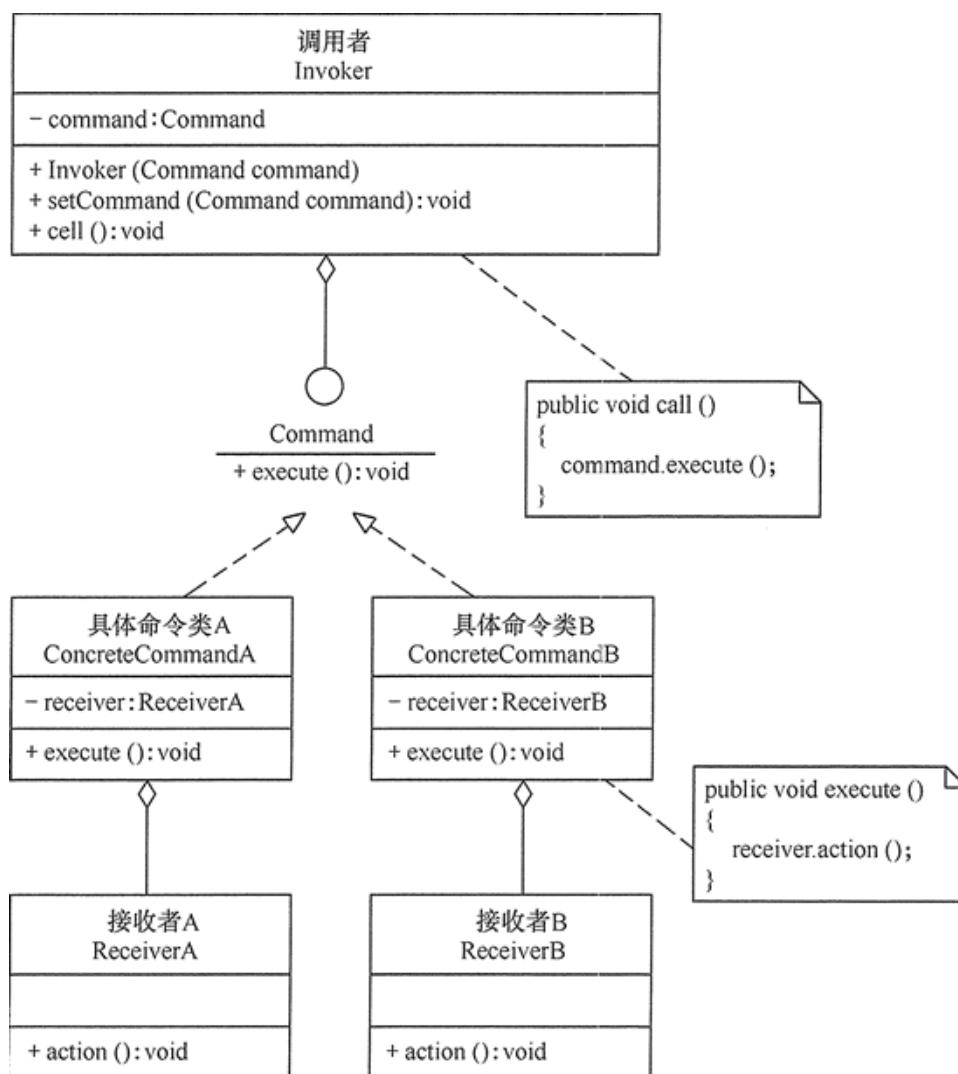 调用者
Invoker
- command:Command
+ Invoker (Command command)
+ setCommand (Command command): void
+ cell (): void
public void call ()
{
command.execute ();
}
Command
+ execute (): void
具体命令类A
ConcreteCommandA
- receiver:ReceiverA
+ execute (): void
具体命令类B
ConcreteCommandB
- receiver:ReceiverB
+ execute (): void
public void execute ()
{
receiver.action ();
}
接收者A
ReceiverA
+ action (): void
接收者B
ReceiverB
+ action (): void